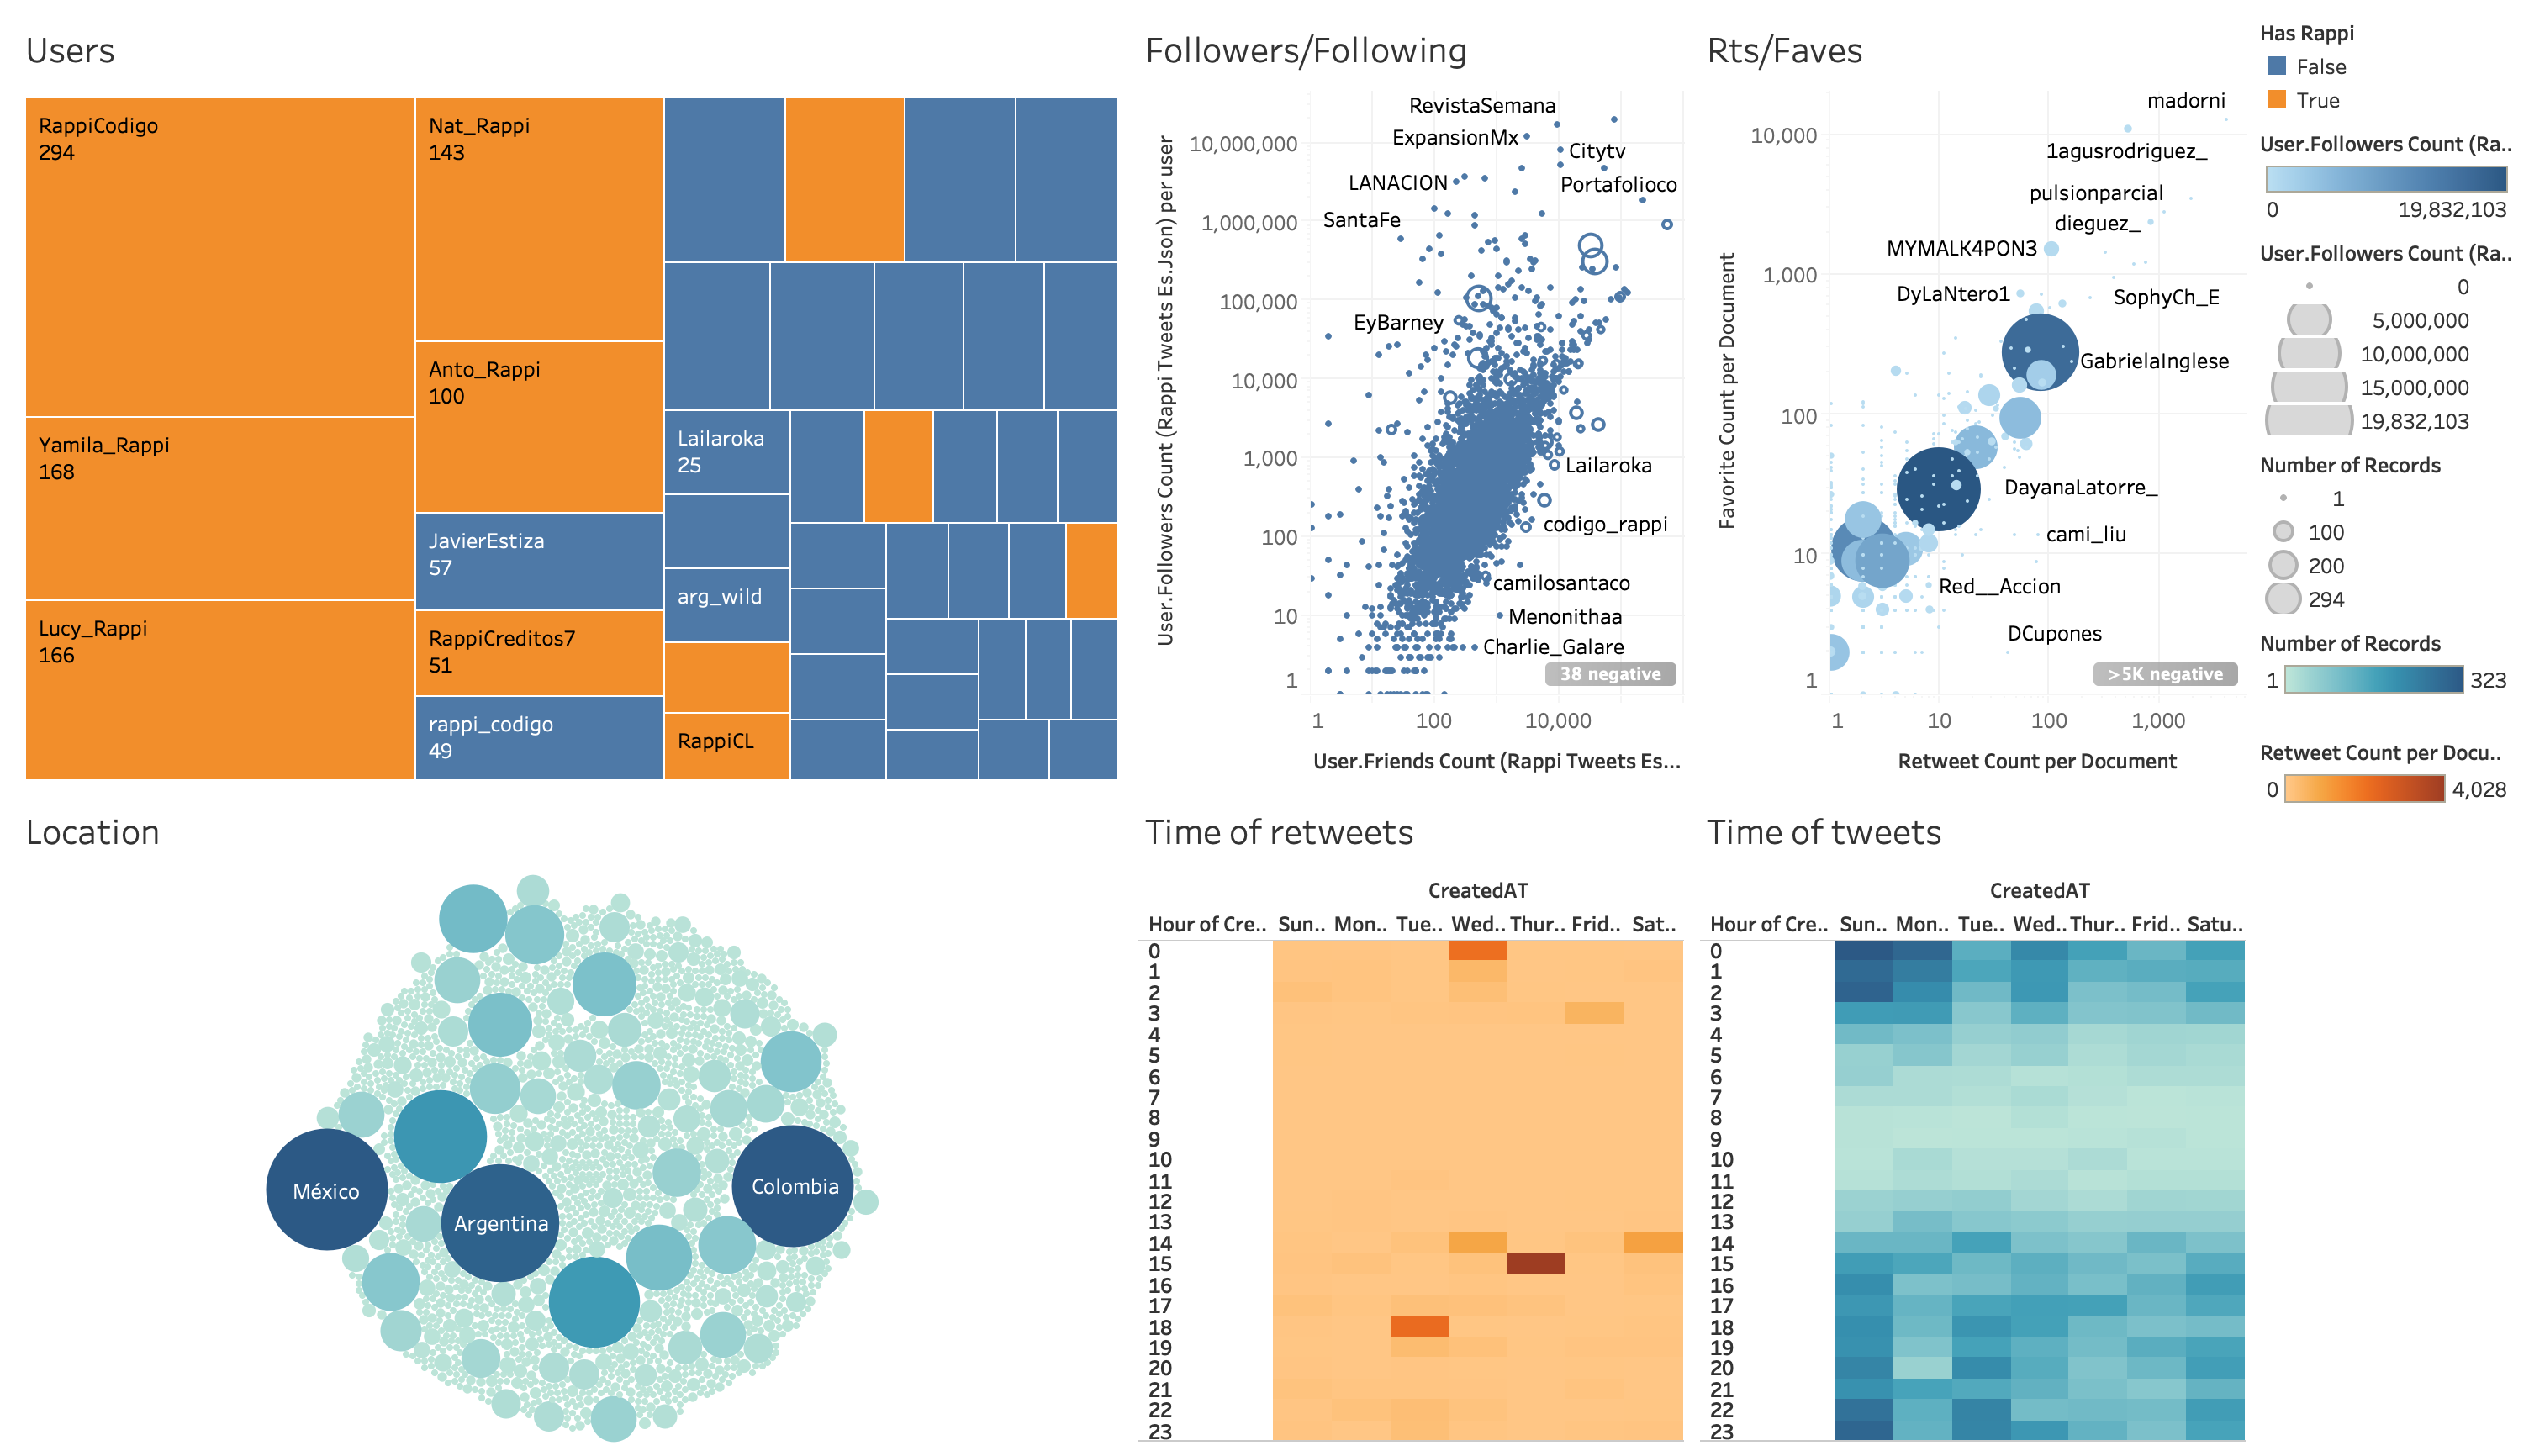 Users
RappiCodigo
294
Yamila_Rappi
168
Lucy_Rappi
166
Nat_Rappi
143
Anto_Rappi
100
JavierEstiza
57
RappiCreditos7
51
rappi_codigo
49
Lailaroka
25
arg_wild
RappiCL
Followers/Following
User.Followers Count (Rappi Tweets Es.Json) per user
10,000,000
1,000,000
100,000
10,000
1,000
100
10
1
RevistaSemana
ExpansionMx
Citytv
LANACION
Portafolioco
SantaFe
EyBarney
Lailaroka
codigo_rappi
camilosantaco
Menonithaa
Charlie_Galare
38 negative
1
100
10,000
User.Friends Count (Rappi Tweets Es...
Rts/Faves
Favorite Count per Document
10,000
1,000
100
10
1
madorni
1agusrodriguez_
pulsionparcial
dieguez_
MYMALK4PON3
DyLaNtero1
SophyCh_E
GabrielaInglese
DayanaLatorre_
cami_liu
Red__Accion
DCupones
>5K negative
1
10
100
1,000
Retweet Count per Document
Has Rappi
False
True
User.Followers Count (Ra..
0
19,832,103
User.Followers Count (Ra..
0
5,000,000
10,000,000
15,000,000
19,832,103
Number of Records
1
100
200
294
Number of Records
1
323
Retweet Count per Docu..
0
4,028
Location
México
Argentina
Colombia
Time of retweets
CreatedAT
Hour of Cre.. Sun.. Mon.. Tue.. Wed.. Thur.. Frid.. Sat..
0
1
2
3
4
5
6
7
8
9
10
11
12
13
14
15
16
17
18
19
20
21
22
23
Time of tweets
CreatedAT
Hour of Cre.. Sun.. Mon.. Tue.. Wed.. Thur.. Frid.. Satu..
0
1
2
3
4
5
6
7
8
9
10
11
12
13
14
15
16
17
18
19
20
21
22
23